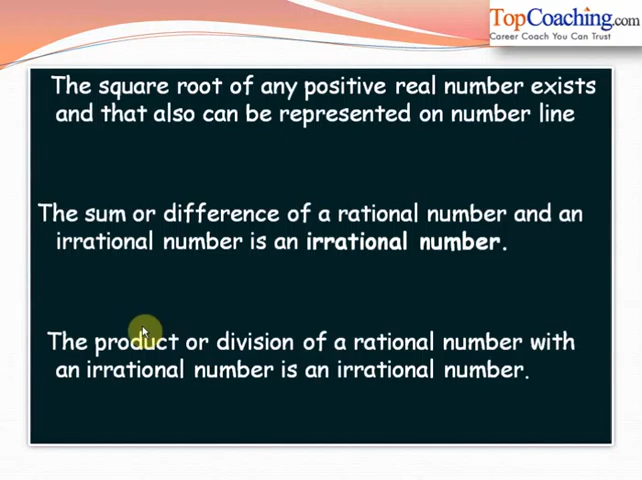 TopCoaching.com
Career Coach You Can Trust
The square root of any positive real number exists
and that also can be represented on number line
The sum or difference of a rational number and an
irrational number is an irrational number.
The product or division of a rational number with
an irrational number is an irrational number.